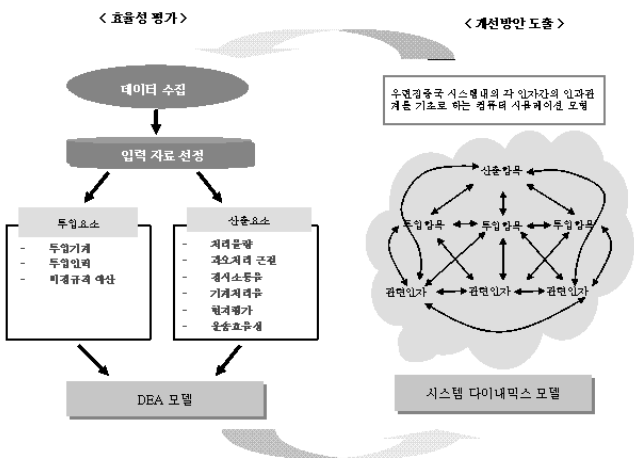 < 효율성 평가 >
데이터 수집
입력 자료 선정
투입요소
- 투입기계
- 투입인력
- 비정규직 예산
산출요소
- 처리물량
- 과오처리 근절
- 정시소통율
- 기계처리율
- 현지평가
- 운송효율성
DEA 모델
< 개선방안 도출 >
우편집중국 시스템내의 각 인자간의 인과관
계를 기초로 하는 컴퓨터 시뮬레이션 모형
산출항목
투입항목 투입항목 투입항목
관련인자 관련인자 관련인자
시스템 다이내믹스 모델